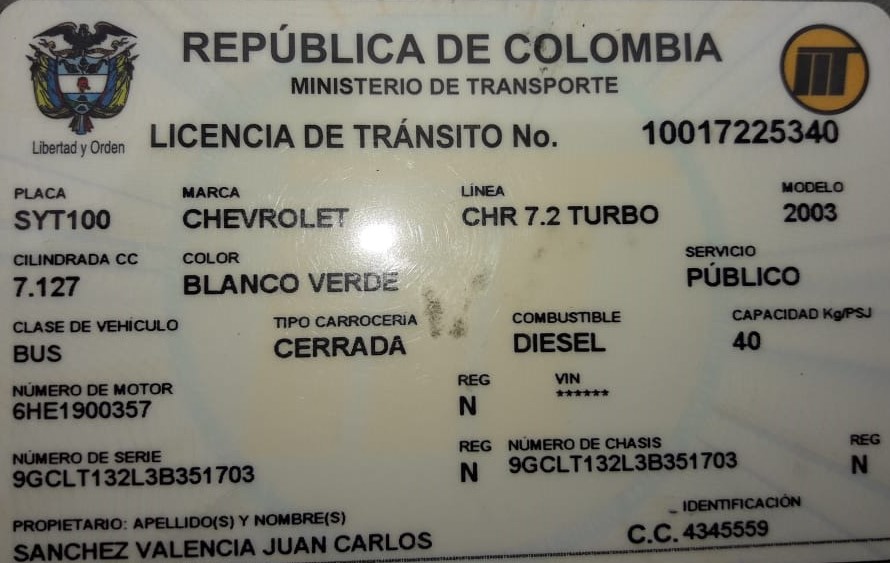 REPÚBLICA DE COLOMBIA
MINISTERIO DE TRANSPORTE
Libertad y Orden
LICENCIA DE TRÁNSITO No. 10017225340
PLACA MARCA LÍNEA MODELO
SYT100 CHEVROLET CHR 7.2 TURBO 2003
CILINDRADA CC COLOR SERVICIO
7.127 BLANCO VERDE PÚBLICO
CLASE DE VEHÍCULO TIPO CARROCERIA COMBUSTIBLE CAPACIDAD Kg/PSJ
BUS CERRADA DIESEL 40
NÚMERO DE MOTOR REG VIN
6HE1900357 N ******
NÚMERO DE SERIE REG NÚMERO DE CHASIS REG
9GCLT132L3B351703 N 9GCLT132L3B351703 N
PROPIETARIO: APELLIDO(S) Y NOMBRE(S) IDENTIFICACIÓN
SANCHEZ VALENCIA JUAN CARLOS C.C. 4345559